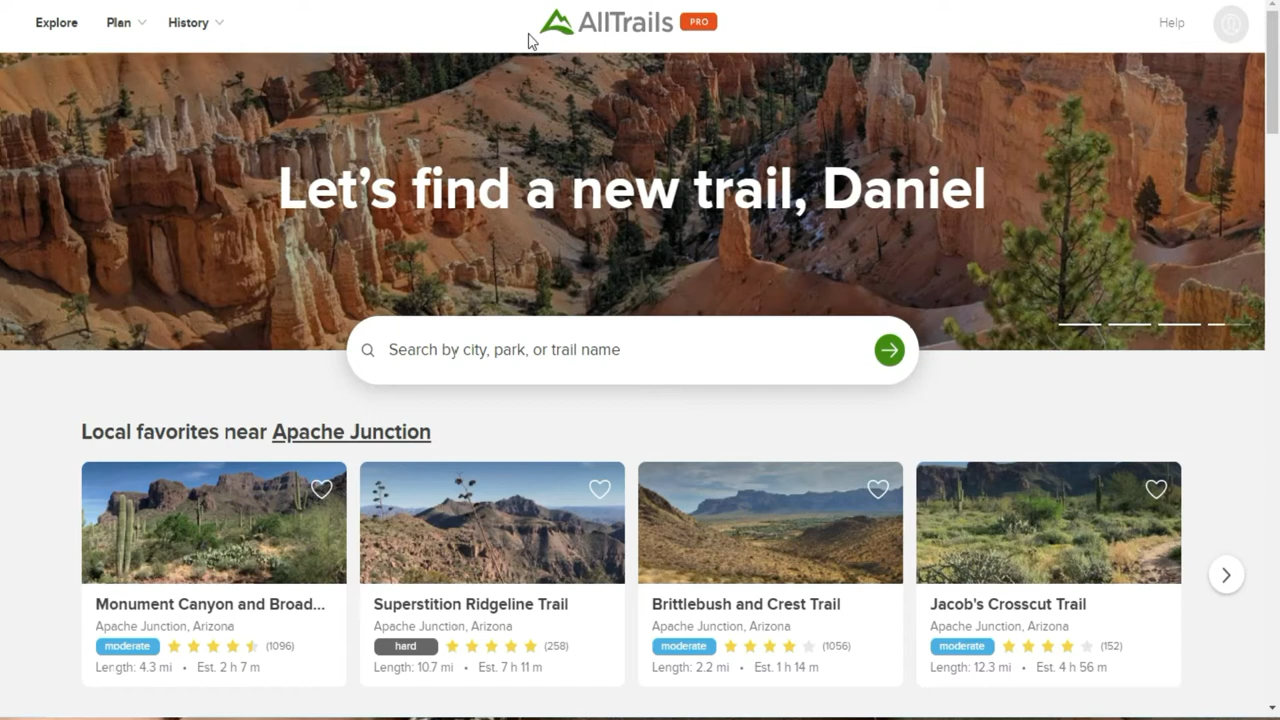 Explore Plan History AllTrails PRO Help
Let's find a new trail, Daniel
Search by city, park, or trail name
Local favorites near Apache Junction
Monument Canyon and Broad...
Apache Junction, Arizona
moderate (1096)
Length: 4.3 mi • Est. 2 h 7 m
Superstition Ridgeline Trail
Apache Junction, Arizona
hard (258)
Length: 10.7 mi • Est. 7 h 11 m
Brittlebush and Crest Trail
Apache Junction, Arizona
moderate (1056)
Length: 2.2 mi • Est. 1 h 14 m
Jacob's Crosscut Trail
Apache Junction, Arizona
moderate (152)
Length: 12.3 mi • Est. 4 h 56 m